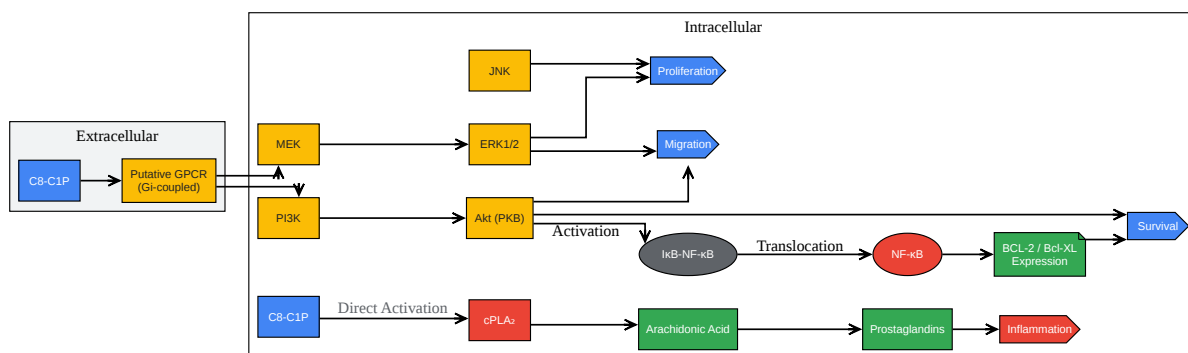 Intracellular
JNK
Proliferation
Extracellular
MEK
ERK1/2
Migration
C8-C1P
Putative GPCR
(Gi-coupled)
PI3K
Akt (PKB)
Activation
Survival
IκB-NF-κB
Translocation
NF-κB
BCL-2 / Bcl-XL
Expression
C8-C1P
Direct Activation
cPLA₂
Arachidonic Acid
Prostaglandins
Inflammation